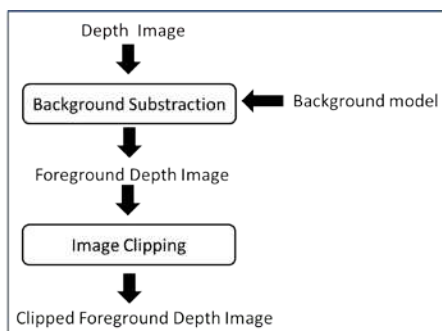 Depth Image
Background Substraction
Background model
Foreground Depth Image
Image Clipping
Clipped Foreground Depth Image